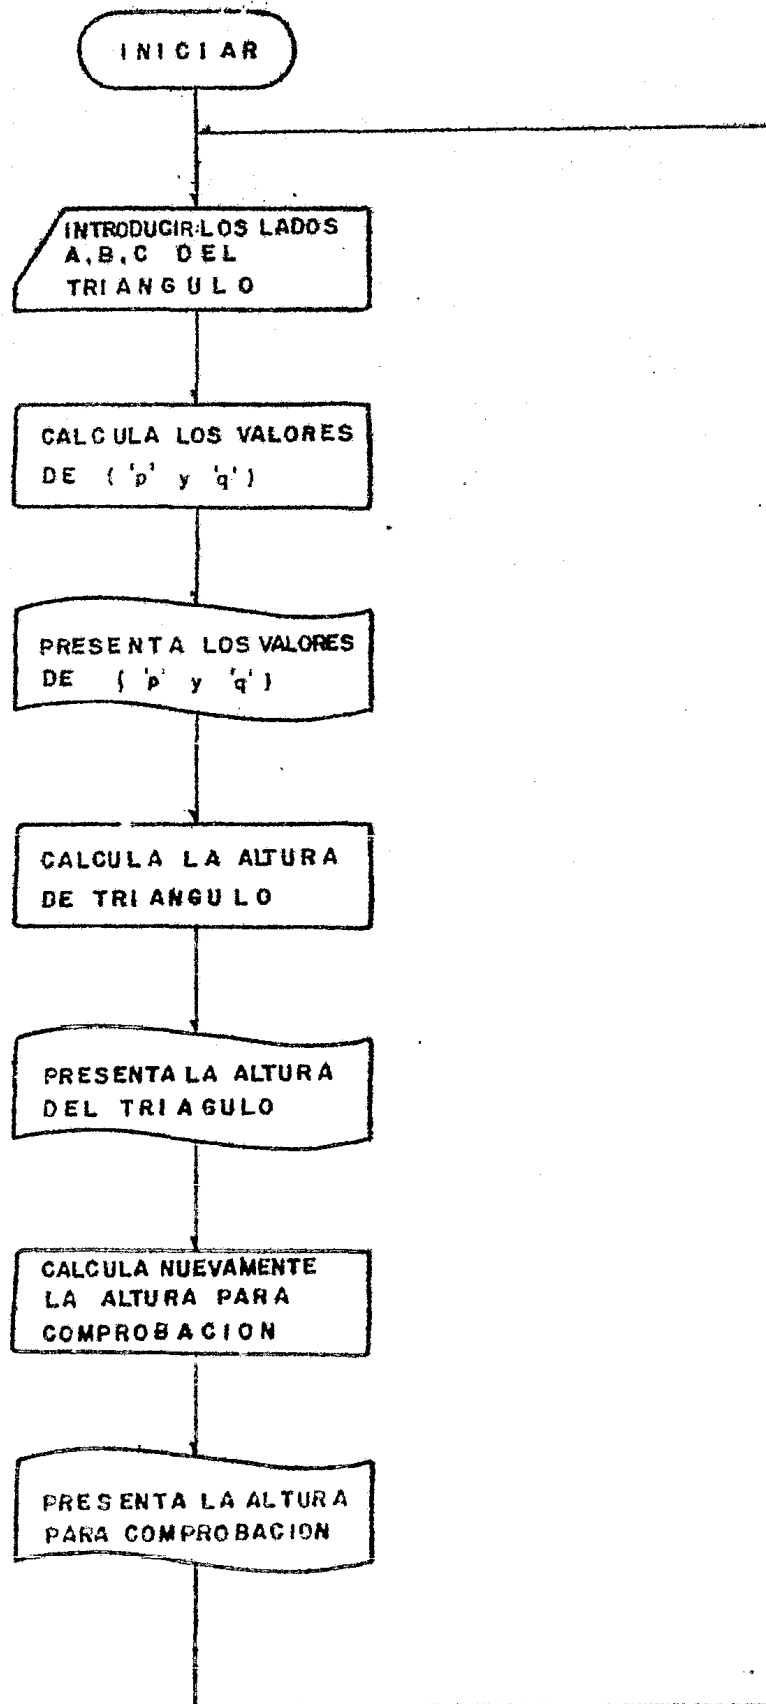 INICIAR
INTRODUCIR:LOS LADOS
A,B,C DEL
TRIANGULO
CALCULA LOS VALORES
DE ('p' y 'q')
PRESENTA LOS VALORES
DE ('p' y 'q')
CALCULA LA ALTURA
DE TRIANGULO
PRESENTA LA ALTURA
DEL TRIAGULO
CALCULA NUEVAMENTE
LA ALTURA PARA
COMPROBACION
PRESENTA LA ALTURA
PARA COMPROBACION